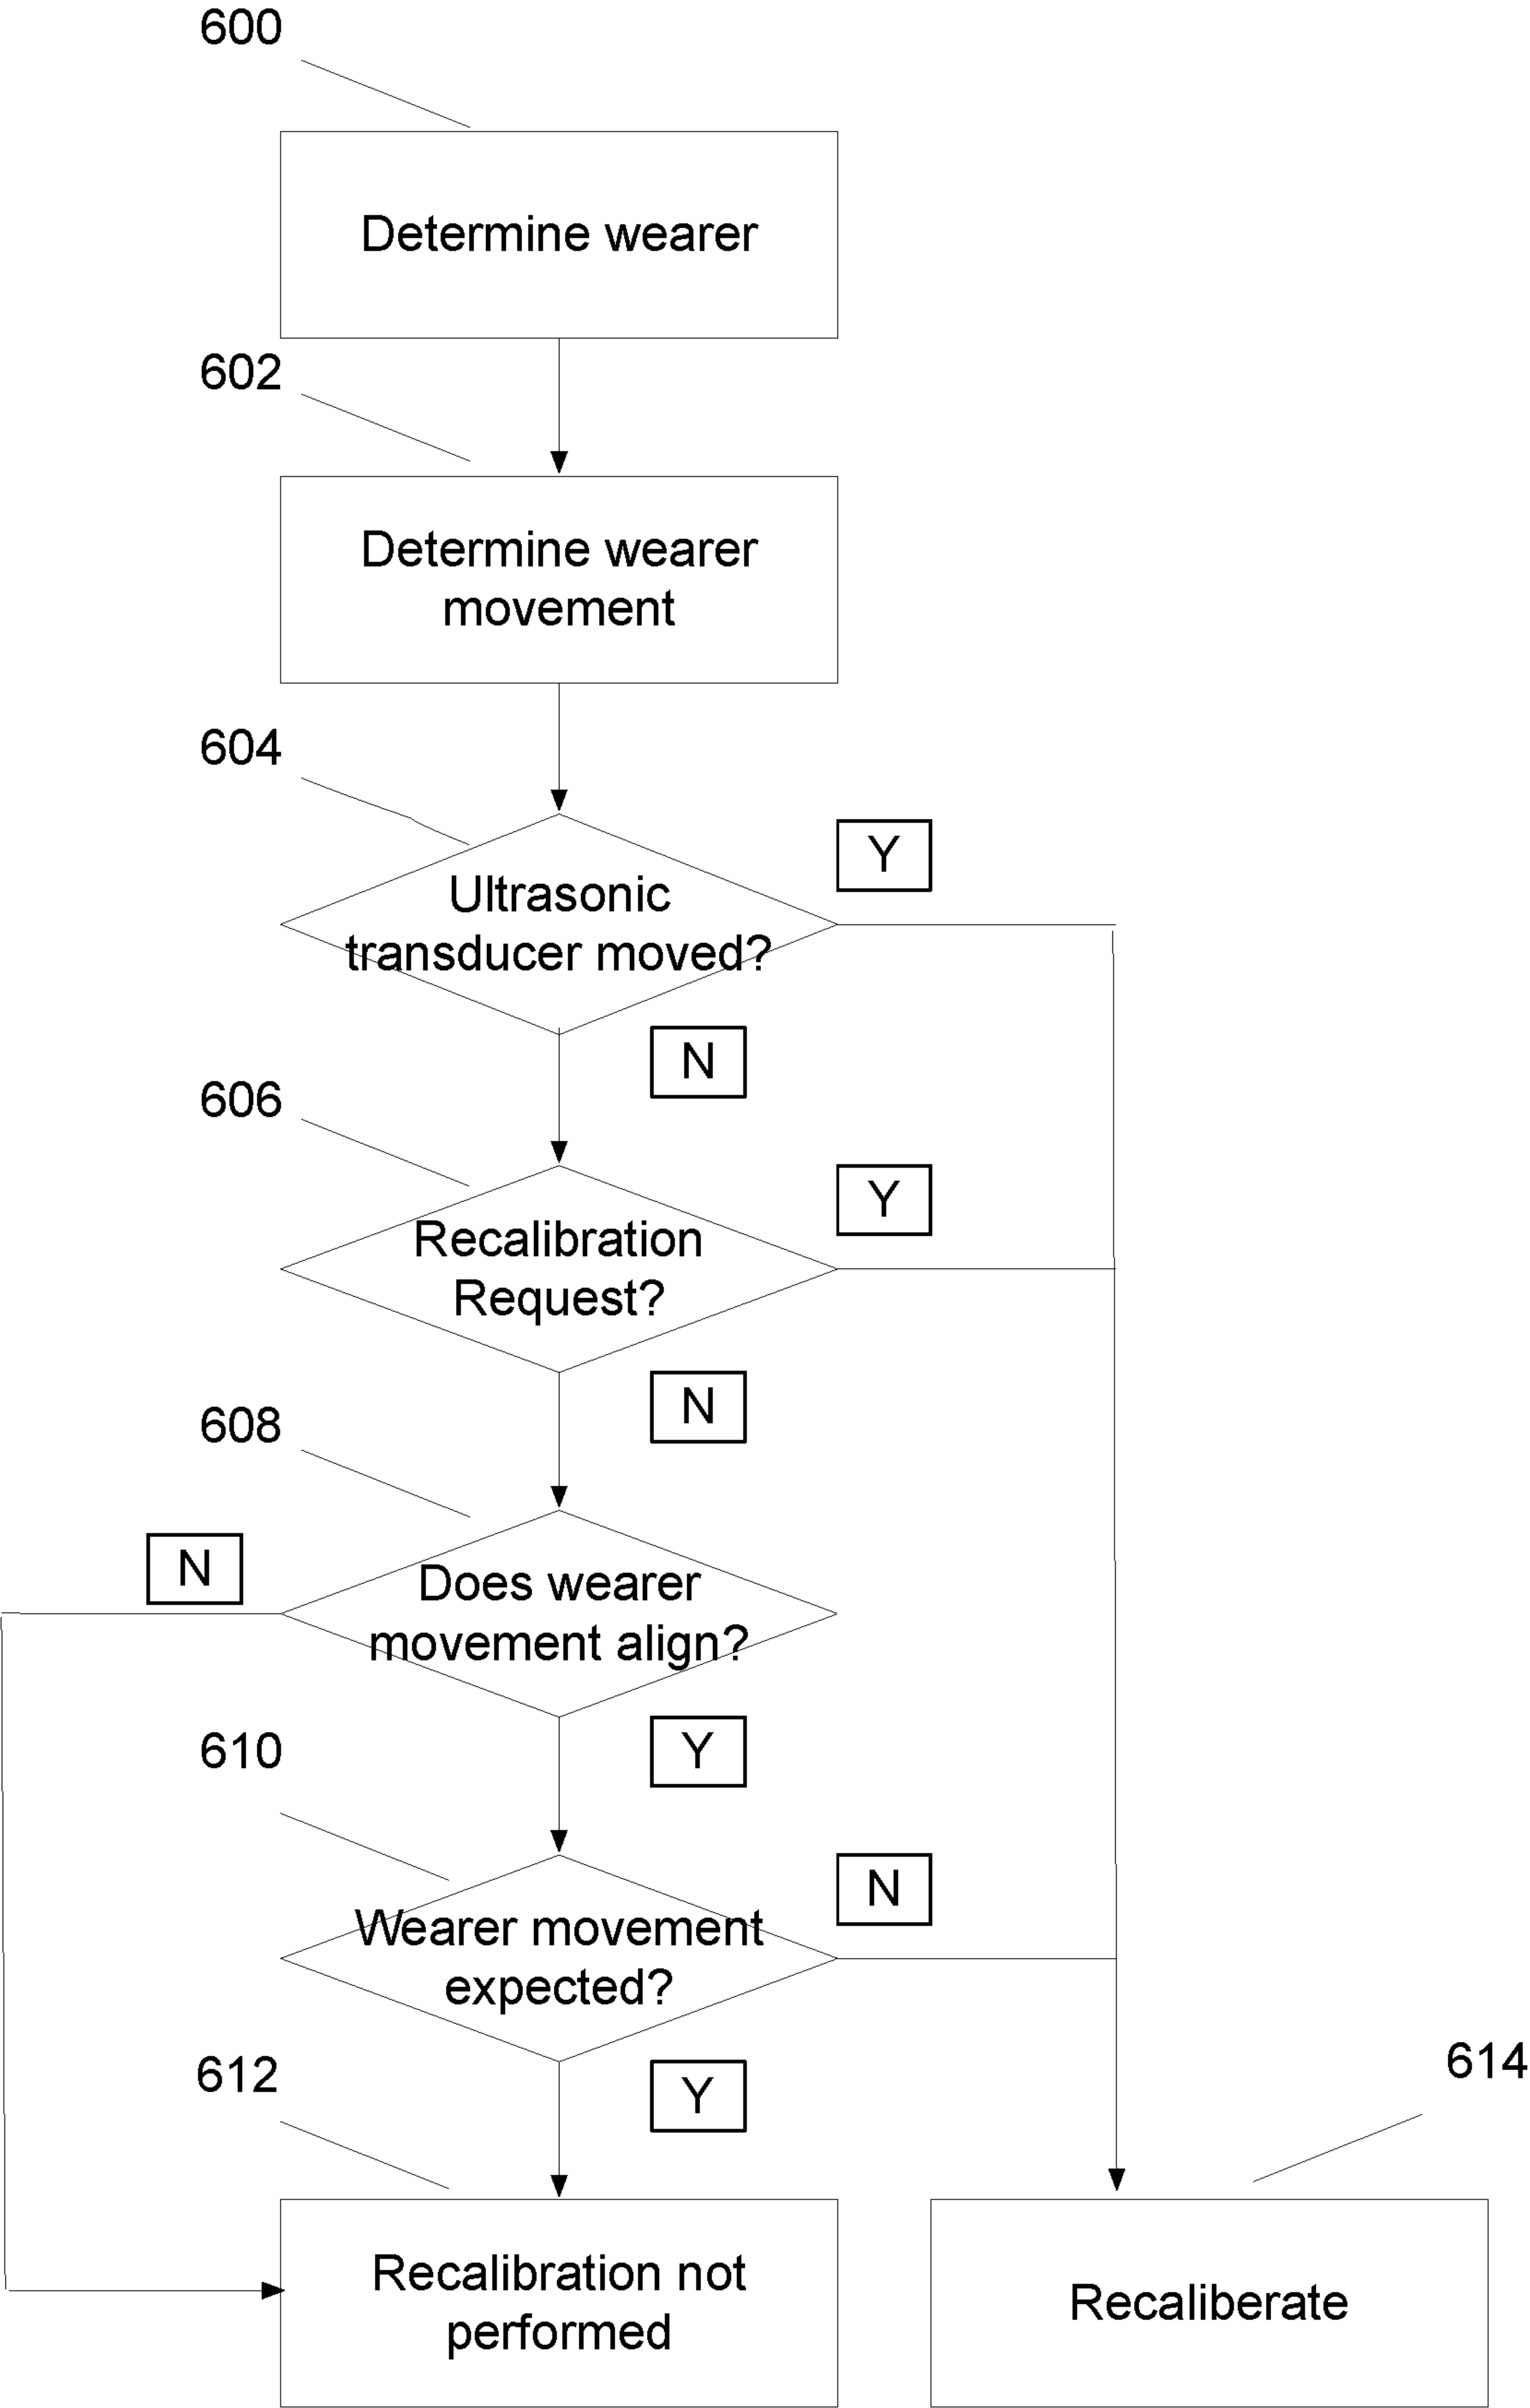 600
Determine wearer
602
Determine wearer
movement
604
Y
Ultrasonic
transducer moved?
N
606
Y
Recalibration
Request?
N
608
N
Does wearer
movement align?
Y
610
N
Wearer movement
expected?
Y
612
614
Recalibration not
performed
Recaliberate